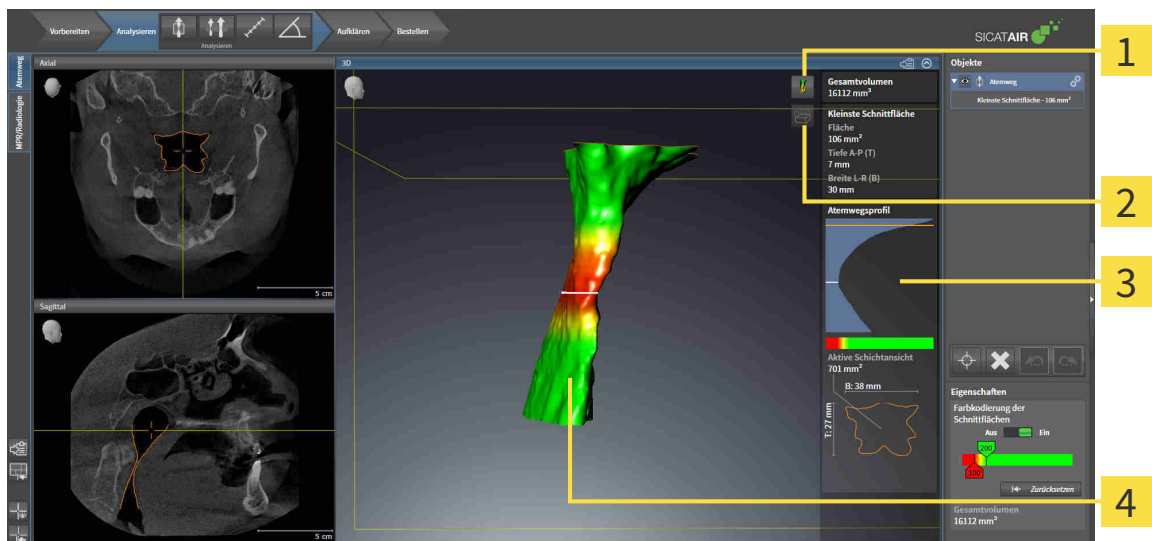 Vorbereiten
Analysieren
Analysieren
Aufklären
Bestellen
SICATAIR
1
Atemweg
MPR/Radiologie
Axial
5 cm
Sagittal
5 cm
3D
Gesamtvolumen
16112 mm³
Kleinste Schnittfläche
Fläche
106 mm²
Tiefe A-P (T)
7 mm
Breite L-R (B)
30 mm
Atemwegsprofil
Aktive Schichtansicht
701 mm²
B: 38 mm
T: 27 mm
Objekte
Atemweg
Kleinste Schnittfläche - 106 mm²
2
3
Eigenschaften
Farbkodierung der
Schnittflächen
Aus
Ein
200
100
Zurücksetzen
Gesamtvolumen
16112 mm³
4